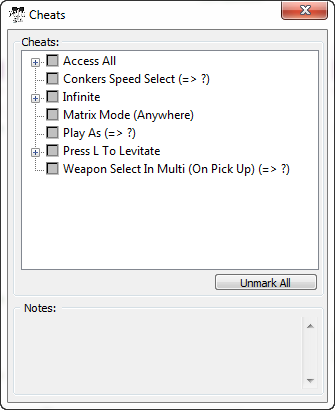 Cheats
Cheats:
Access All
Conkers Speed Select (=> ?)
Infinite
Matrix Mode (Anywhere)
Play As (=> ?)
Press L To Levitate
Weapon Select In Multi (On Pick Up) (=> ?)
Unmark All
Notes: